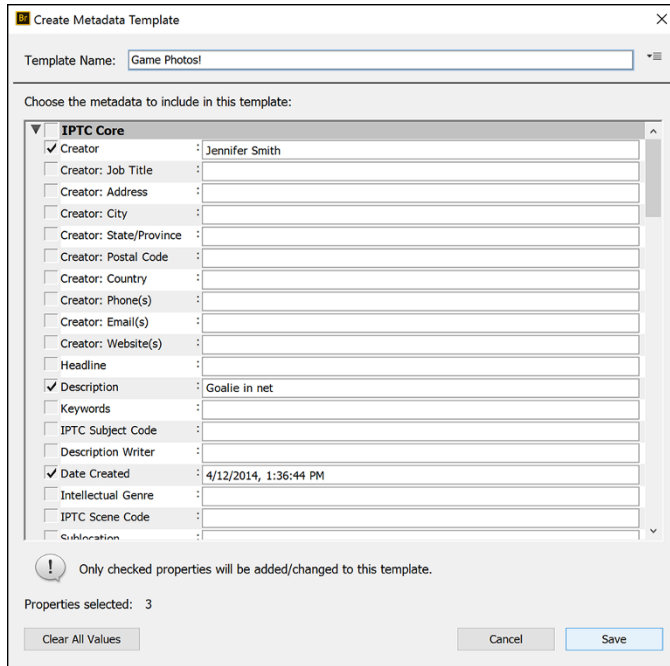 Br Create Metadata Template
Template Name: Game Photos!
Choose the metadata to include in this template:
IPTC Core
Creator : Jennifer Smith
Creator: Job Title :
Creator: Address :
Creator: City :
Creator: State/Province :
Creator: Postal Code :
Creator: Country :
Creator: Phone(s) :
Creator: Email(s) :
Creator: Website(s) :
Headline :
Description : Goalie in net
Keywords :
IPTC Subject Code :
Description Writer :
Date Created : 4/12/2014, 1:36:44 PM
Intellectual Genre :
IPTC Scene Code :
Sublocation :
! Only checked properties will be added/changed to this template.
Properties selected: 3
Clear All Values Cancel Save